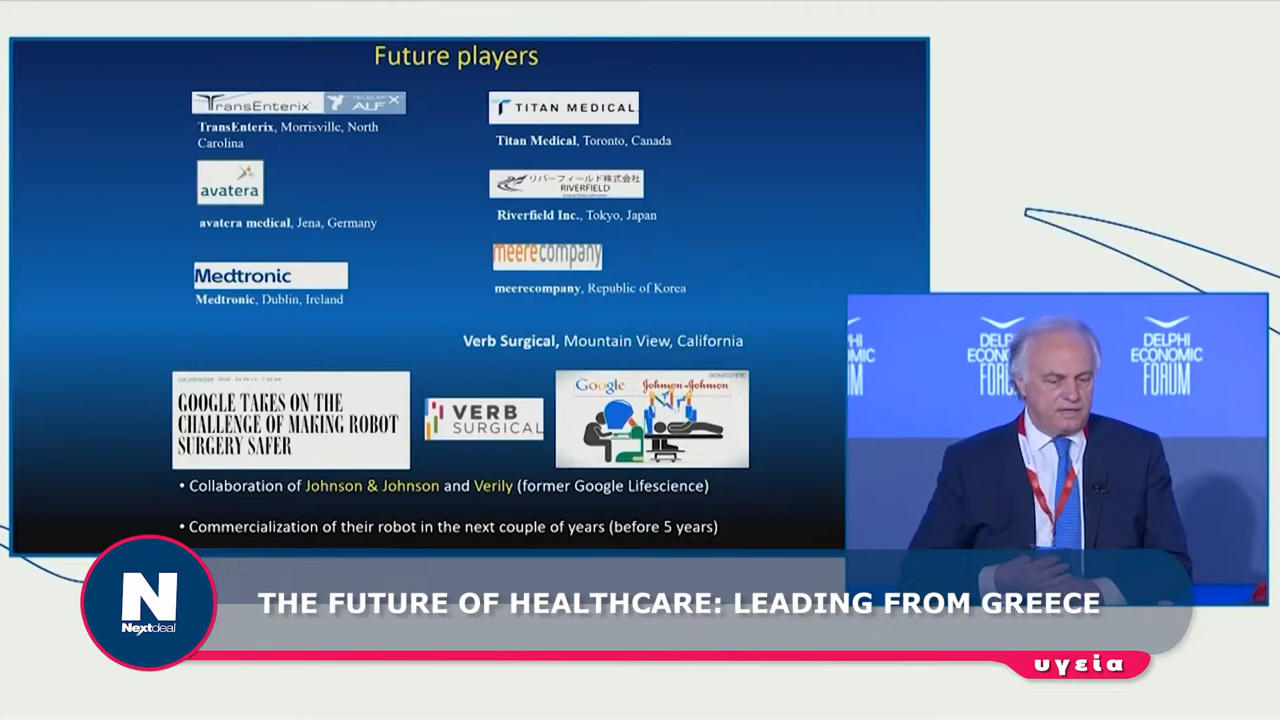 Future players
TransEnterix
ALF X
TransEnterix, Morrisville, North
Carolina
TITAN MEDICAL
Titan Medical, Toronto, Canada
avatera
avatera medical, Jena, Germany
リバーフィールド株式会社
RIVERFIELD
Riverfield Inc., Tokyo, Japan
Medtronic
Medtronic, Dublin, Ireland
meerecompany
meerecompany, Republic of Korea
Verb Surgical, Mountain View, California
GOOGLE TAKES ON THE
CHALLENGE OF MAKING ROBOT
SURGERY SAFER
VERB
SURGICAL
Google Johnson-Johnson
• Collaboration of Johnson & Johnson and Verily (former Google Lifescience)
• Commercialization of their robot in the next couple of years (before 5 years)
PHI
OMIC
UM
DELPHI
ECONOMIC
FORUM
DELPHI
ECONOMIC
FORUM
N
Nextdeal
THE FUTURE OF HEALTHCARE: LEADING FROM GREECE
υγεία